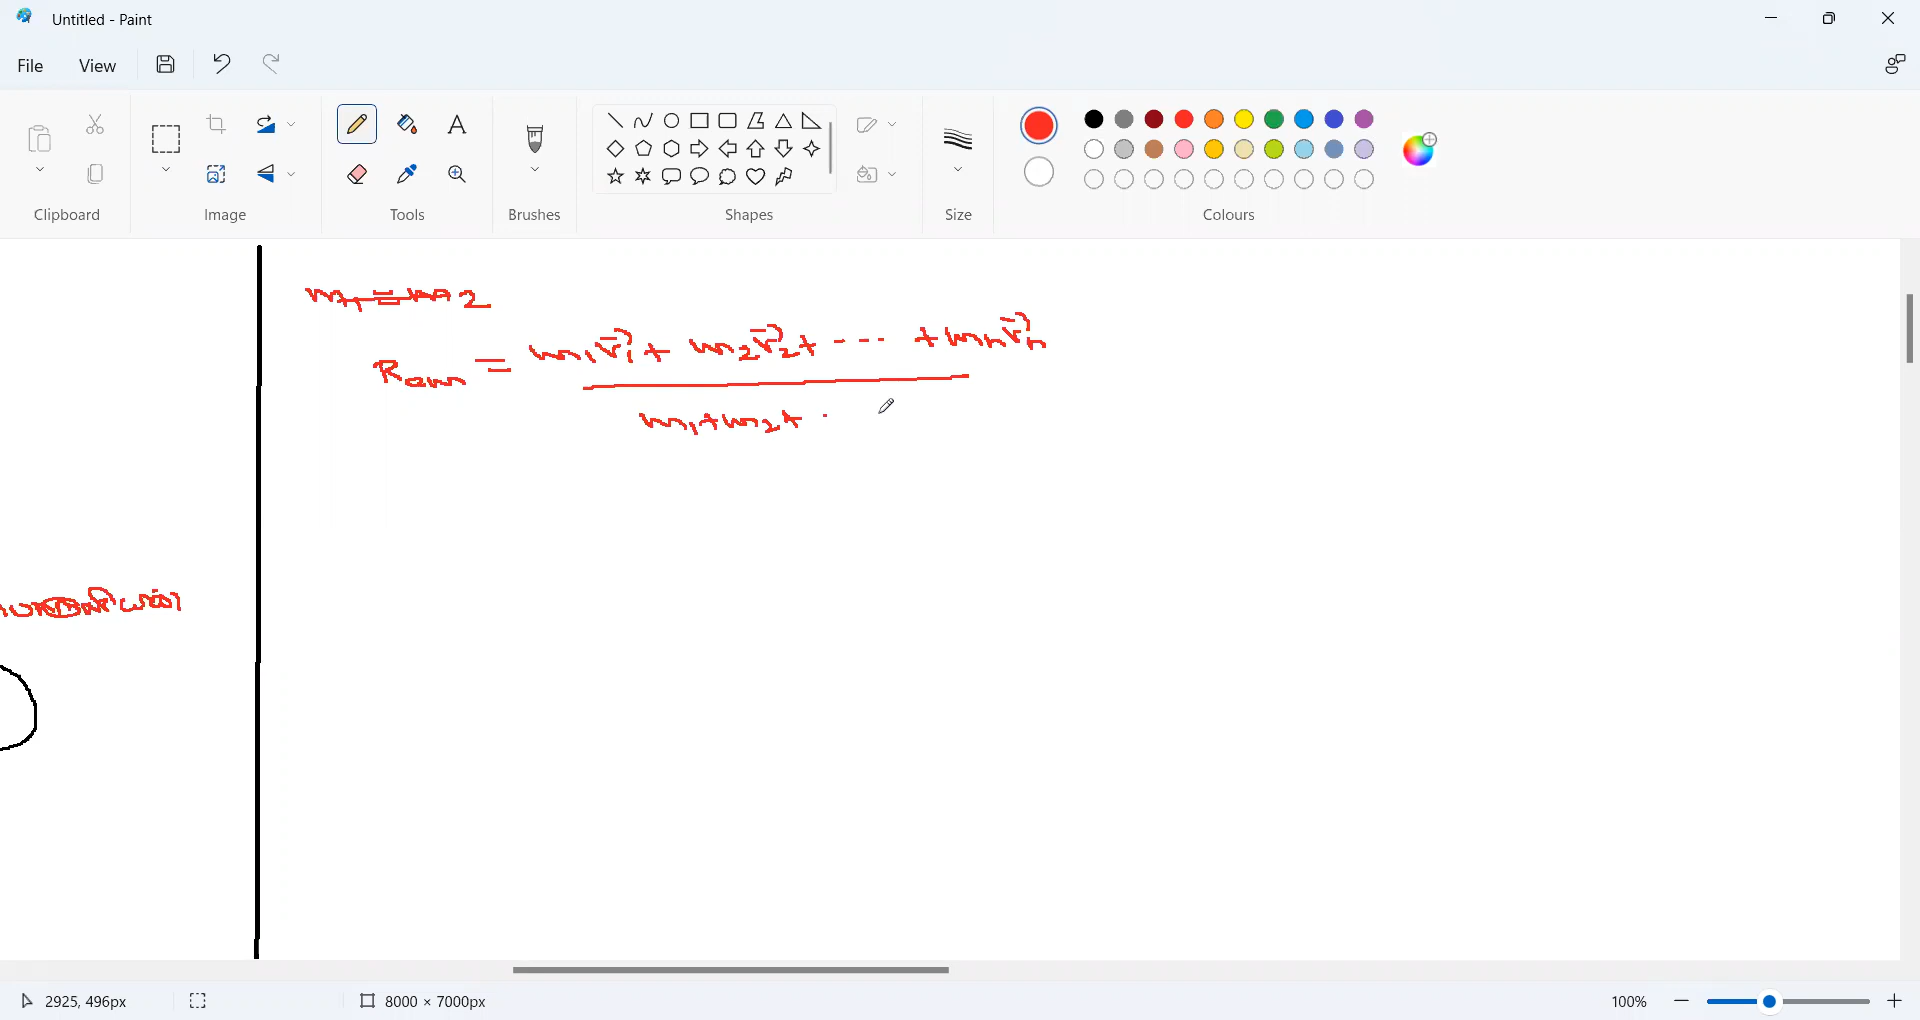 Untitled - Paint
File View
Clipboard Image Tools Brushes Shapes Size Colours
m₁ = m₂
R = m₁r⃗₁ + m₂r⃗₂ + --- + mₙr⃗ₙ
m₁+m₂+ -
2925, 496px 8000 × 7000px 100%